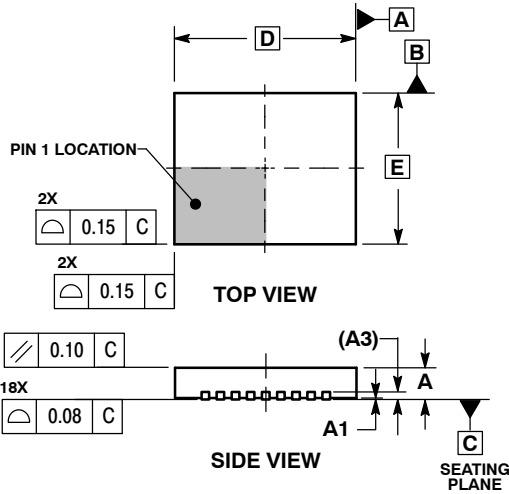 D
A
B
PIN 1 LOCATION
E
2X
⌓ 0.15 C
2X
⌓ 0.15 C
TOP VIEW
(A3)
⫽ 0.10 C
A
18X
⌓ 0.08 C
A1
C
SIDE VIEW
SEATING
PLANE